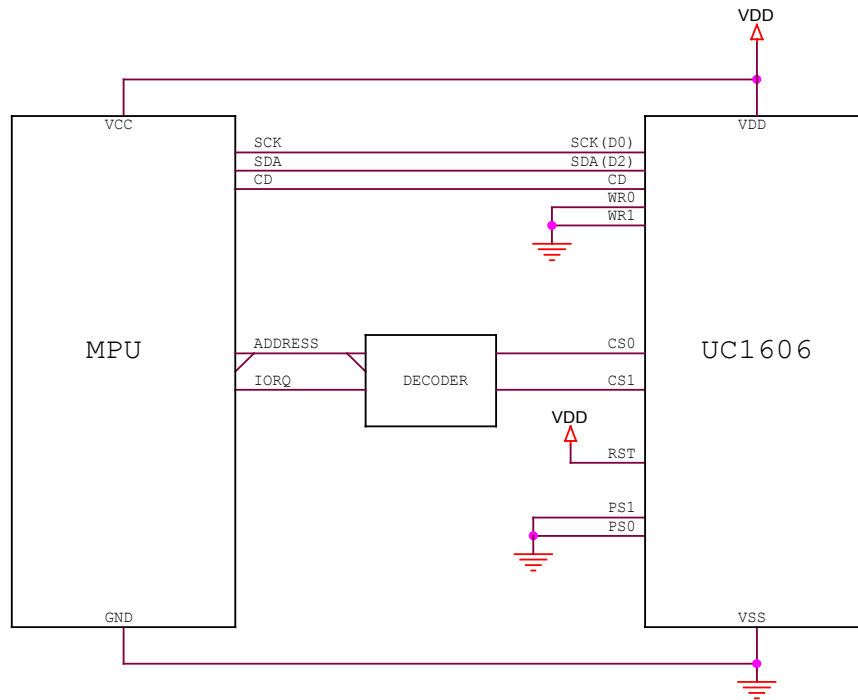 VDD
VCC
VDD
SCK
SCK(D0)
SDA
SDA(D2)
CD
CD
WR0
WR1
MPU
ADDRESS
CS0
UC1606
IORQ
DECODER
CS1
VDD
RST
PS1
PS0
GND
VSS